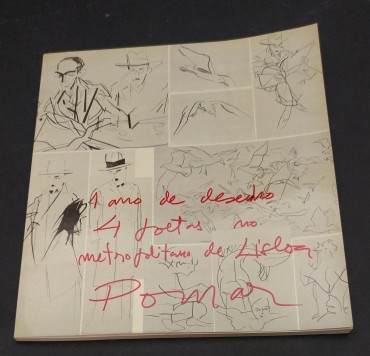 1 ano de desenho
4 poetas no
metropolitano de Lisboa
Pomar